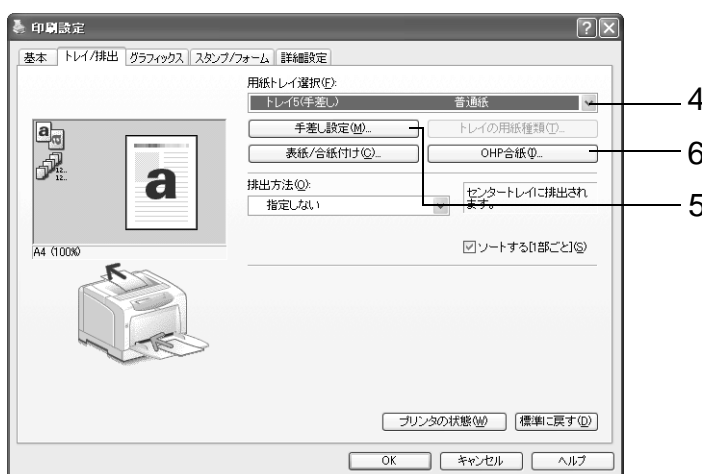 印刷設定
基本 トレイ/排出 グラフィックス スタンプ/フォーム 詳細設定
用紙トレイ選択(F):
トレイ5(手差し) 普通紙
4
手差し設定(M)... トレイの用紙種類(T)...
表紙/合紙付け(C)... OHP合紙(I)...
6
排出方法(O):
指定しない
センタートレイに排出され
ます。
5
a a
12..
12..
a
A4 (100%)
ソートする[1部ごと](S)
プリンタの状態(W) 標準に戻す(D)
OK キャンセル ヘルプ